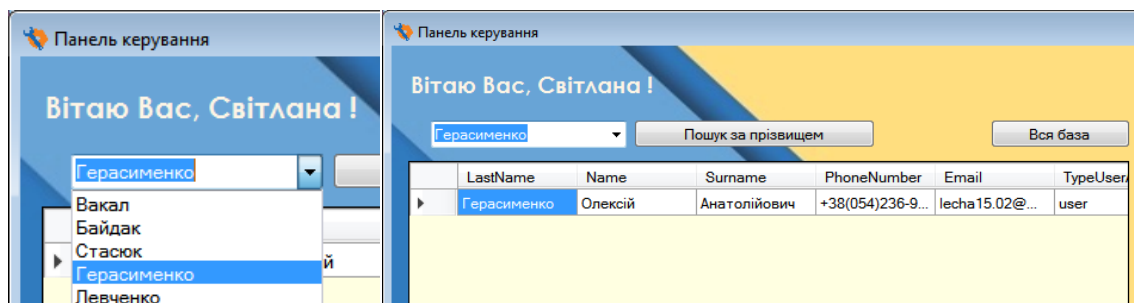 Панель керування
Вітаю Вас, Світлана !
Герасименко
Вакал
Байдак
Стасюк
Герасименко
Левченко
й
Панель керування
Вітаю Вас, Світлана !
Герасименко Пошук за прізвищем Вся база
LastName Name Surname PhoneNumber Email TypeUser
Герасименко Олексій Анатолійович +38(054)236-9... lecha15.02@... user